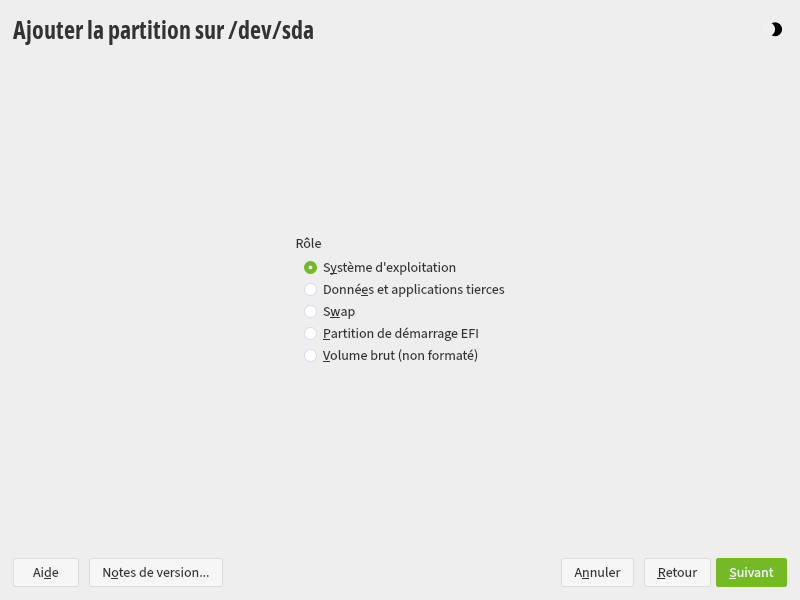 Ajouter la partition sur /dev/sda
Rôle
Système d'exploitation
Données et applications tierces
Swap
Partition de démarrage EFI
Volume brut (non formaté)
Aide
Notes de version...
Annuler
Retour
Suivant